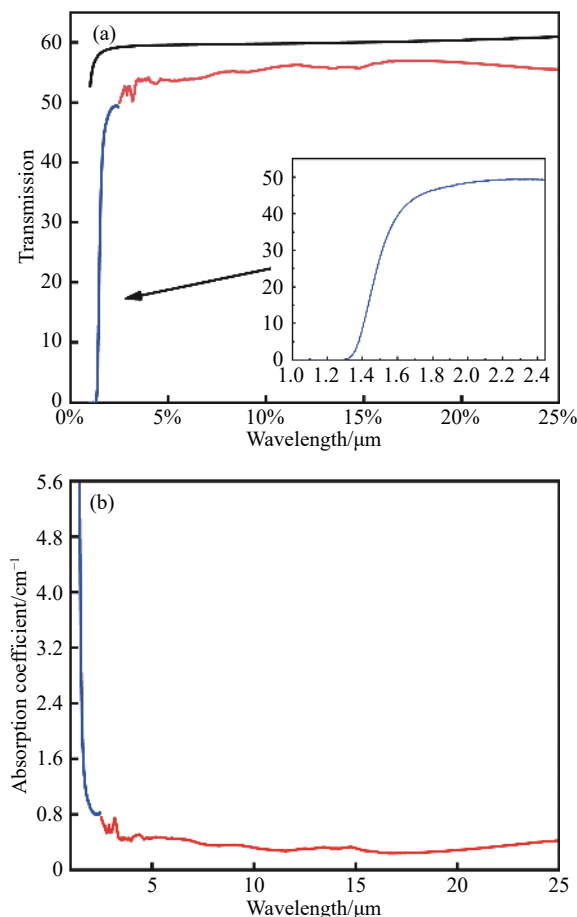 (a)
60
50
40
30
20
10
0
Transmission
50
40
30
20
10
0
1.0 1.2 1.4 1.6 1.8 2.0 2.2 2.4
0% 5% 10% 15% 20% 25%
Wavelength/μm
(b)
5.6
4.8
4.0
3.2
2.4
1.6
0.8
0
Absorption coefficient/cm⁻¹
5 10 15 20 25
Wavelength/μm